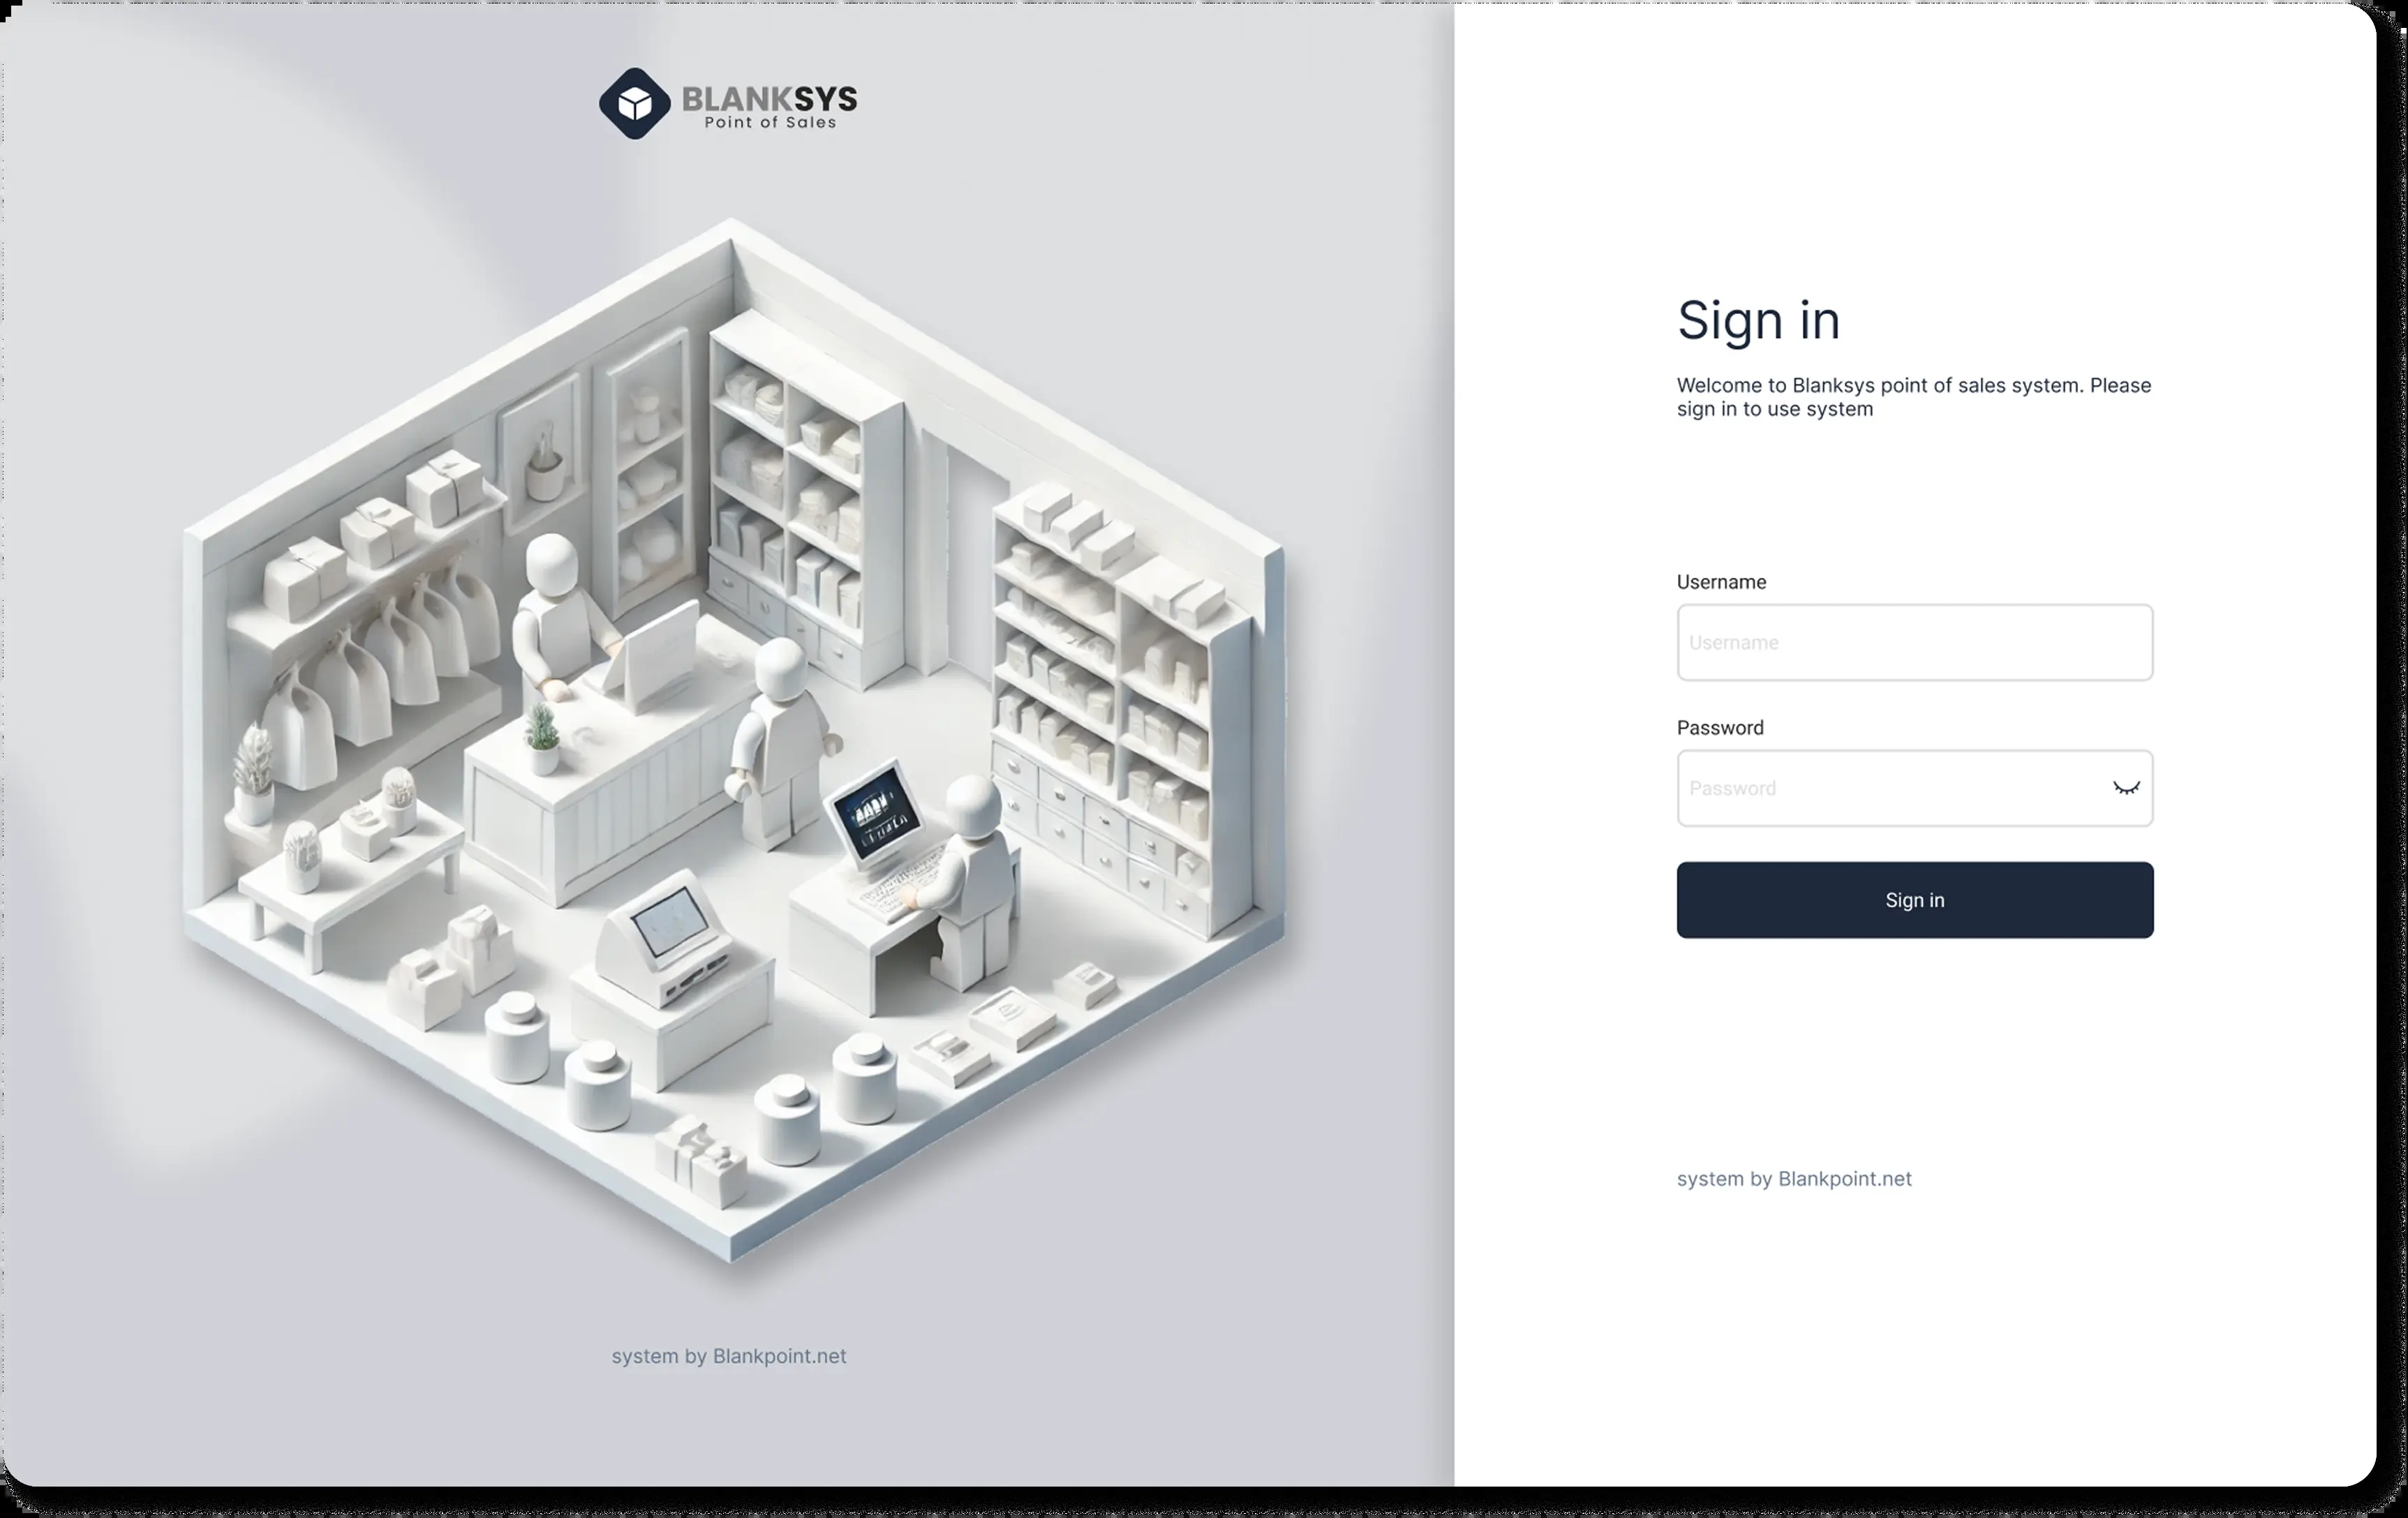 BLANKSYS
Point of Sales
system by Blankpoint.net
Sign in
Welcome to Blanksys point of sales system. Please
sign in to use system
Username
Username
Password
Password
Sign in
system by Blankpoint.net